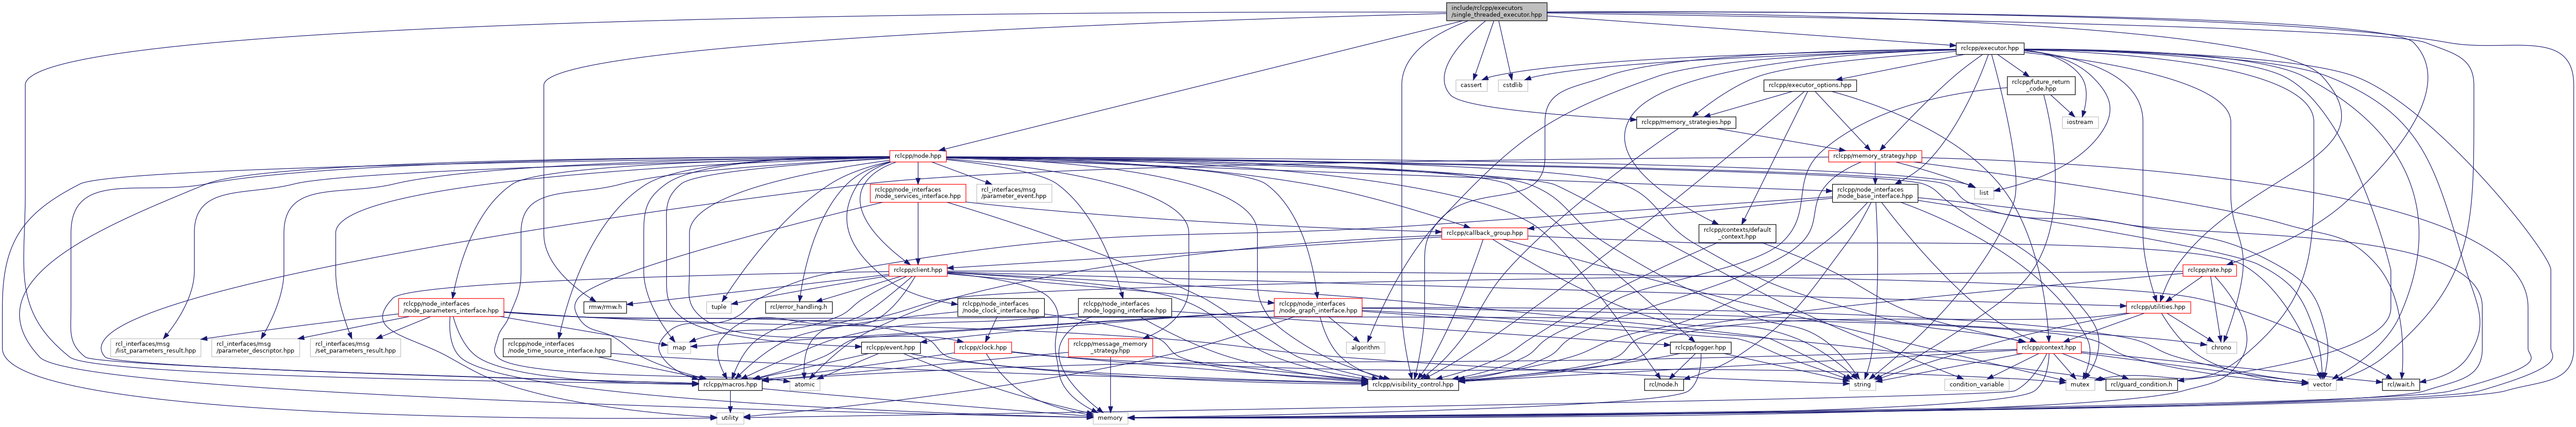 include/rclcpp/executors
/single_threaded_executor.hpp
rclcpp/executor.hpp
cassert
cstdlib
rclcpp/executor_options.hpp
rclcpp/future_return
_code.hpp
rclcpp/memory_strategies.hpp
iostream
rclcpp/node.hpp
rclcpp/memory_strategy.hpp
rclcpp/node_interfaces
/node_services_interface.hpp
rcl_interfaces/msg
/parameter_event.hpp
rclcpp/node_interfaces
/node_base_interface.hpp
list
rclcpp/callback_group.hpp
rclcpp/contexts/default
_context.hpp
rclcpp/client.hpp
rclcpp/rate.hpp
rclcpp/node_interfaces
/node_parameters_interface.hpp
rmw/rmw.h
tuple
rcl/error_handling.h
rclcpp/node_interfaces
/node_clock_interface.hpp
rclcpp/node_interfaces
/node_logging_interface.hpp
rclcpp/node_interfaces
/node_graph_interface.hpp
rclcpp/utilities.hpp
rcl_interfaces/msg
/list_parameters_result.hpp
rcl_interfaces/msg
/parameter_descriptor.hpp
rcl_interfaces/msg
/set_parameters_result.hpp
rclcpp/node_interfaces
/node_time_source_interface.hpp
map
rclcpp/event.hpp
rclcpp/clock.hpp
rclcpp/message_memory
_strategy.hpp
algorithm
rclcpp/logger.hpp
rclcpp/context.hpp
chrono
rclcpp/macros.hpp
atomic
rclcpp/visibility_control.hpp
rcl/node.h
string
condition_variable
mutex
rcl/guard_condition.h
vector
rcl/wait.h
utility
memory